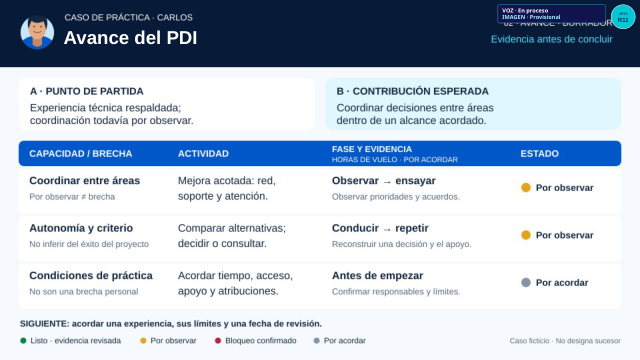 CASO DE PRÁCTICA · CARLOS
Avance del PDI
VOZ · En proceso
IMAGEN · Provisional
R11
Evidencia antes de concluir
A · PUNTO DE PARTIDA
Experiencia técnica respaldada;
coordinación todavía por observar.
B · CONTRIBUCIÓN ESPERADA
Coordinar decisiones entre áreas
dentro de un alcance acordado.
CAPACIDAD / BRECHA
ACTIVIDAD
FASE Y EVIDENCIA
HORAS DE VUELO · POR ACORDAR
ESTADO
Coordinar entre áreas
Por observar ≠ brecha
Mejora acotada: red,
soporte y atención.
Observar → ensayar
Observar prioridades y acuerdos.
Por observar
Autonomía y criterio
No inferir del éxito del proyecto
Comparar alternativas;
decidir o consultar.
Conducir → repetir
Reconstruir una decisión y el apoyo.
Por observar
Condiciones de práctica
No son una brecha personal
Acordar tiempo, acceso,
apoyo y atribuciones.
Antes de empezar
Confirmar responsables y límites.
Por acordar
SIGUIENTE: acordar una experiencia, sus límites y una fecha de revisión.
Listo · evidencia revisada
Por observar
Bloqueo confirmado
Por acordar
Caso ficticio · No designa sucesor